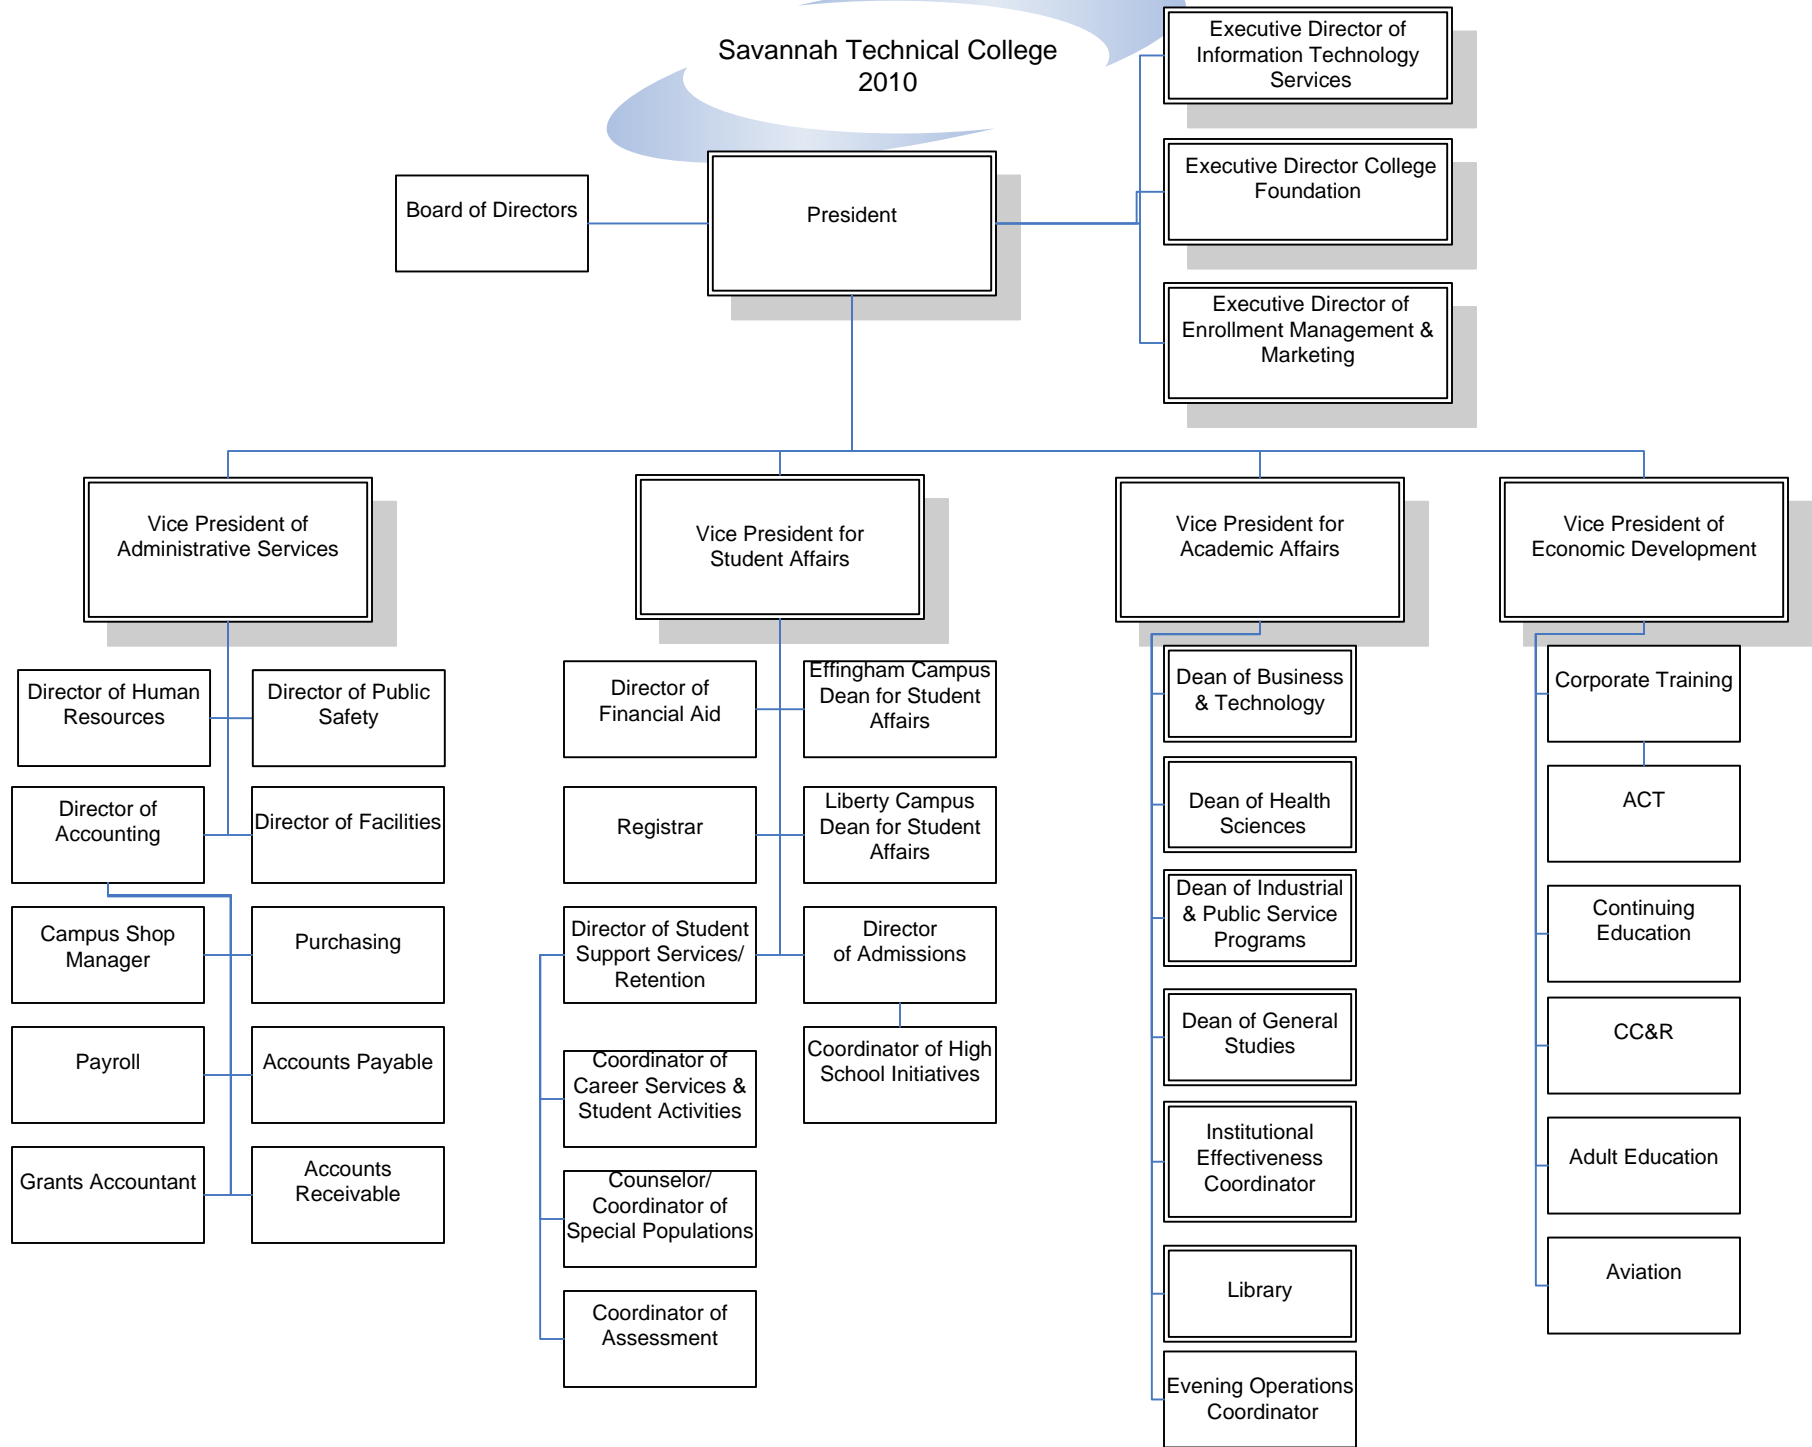 Savannah Technical College
2010
Executive Director of
Information Technology
Services
Executive Director College
Foundation
Board of Directors
President
Executive Director of
Enrollment Management &
Marketing
Vice President of
Administrative Services
Vice President for
Student Affairs
Vice President for
Academic Affairs
Vice President of
Economic Development
Director of Human
Resources
Director of Public
Safety
Director of
Accounting
Director of Facilities
Campus Shop
Manager
Purchasing
Payroll
Accounts Payable
Grants Accountant
Accounts
Receivable
Director of
Financial Aid
Effingham Campus
Dean for Student
Affairs
Registrar
Liberty Campus
Dean for Student
Affairs
Director of Student
Support Services/
Retention
Director
of Admissions
Coordinator of
Career Services &
Student Activities
Coordinator of High
School Initiatives
Counselor/
Coordinator of
Special Populations
Coordinator of
Assessment
Dean of Business
& Technology
Dean of Health
Sciences
Dean of Industrial
& Public Service
Programs
Dean of General
Studies
Institutional
Effectiveness
Coordinator
Library
Evening Operations
Coordinator
Corporate Training
ACT
Continuing
Education
CC&R
Adult Education
Aviation